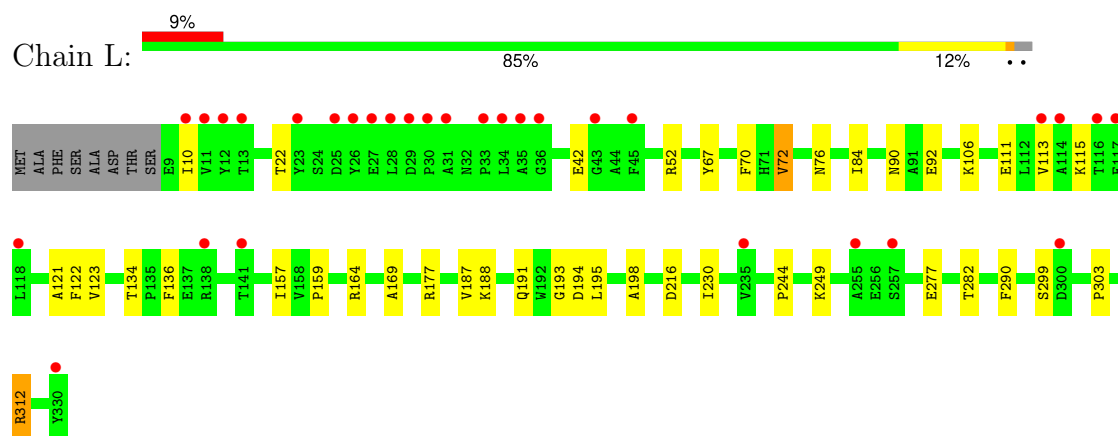 9%
Chain L:
85% 12% • •
MET ALA PHE SER ALA ASP THR SER E9 I10 V11 Y12 T13 T22 Y23 S24 D25 Y26 E27 L28 D29 P30 A31 N32 P33 L34 A35 G36 E42 G43 A44 F45 R52 Y67 F70 H71 V72 N76 I84 N90 A91 E92 K106 E111 L112 V113 A114 K115 T116 E117
L118 A121 F122 V123 T134 P135 F136 E137 R138 T141 I157 V158 P159 R164 A169 R177 V187 K188 Q191 W192 G193 D194 L195 A198 D216 I230 V235 P244 K249 A255 E256 S257 E277 T282 F290 S299 D300 P303
R312 Y330